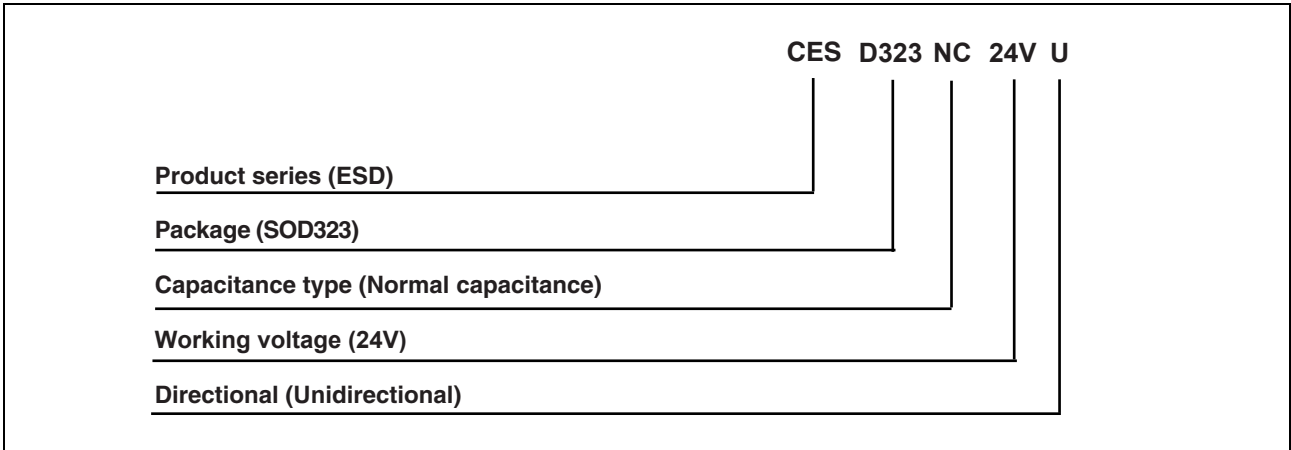 CES D323 NC 24V U
Product series (ESD)
Package (SOD323)
Capacitance type (Normal capacitance)
Working voltage (24V)
Directional (Unidirectional)